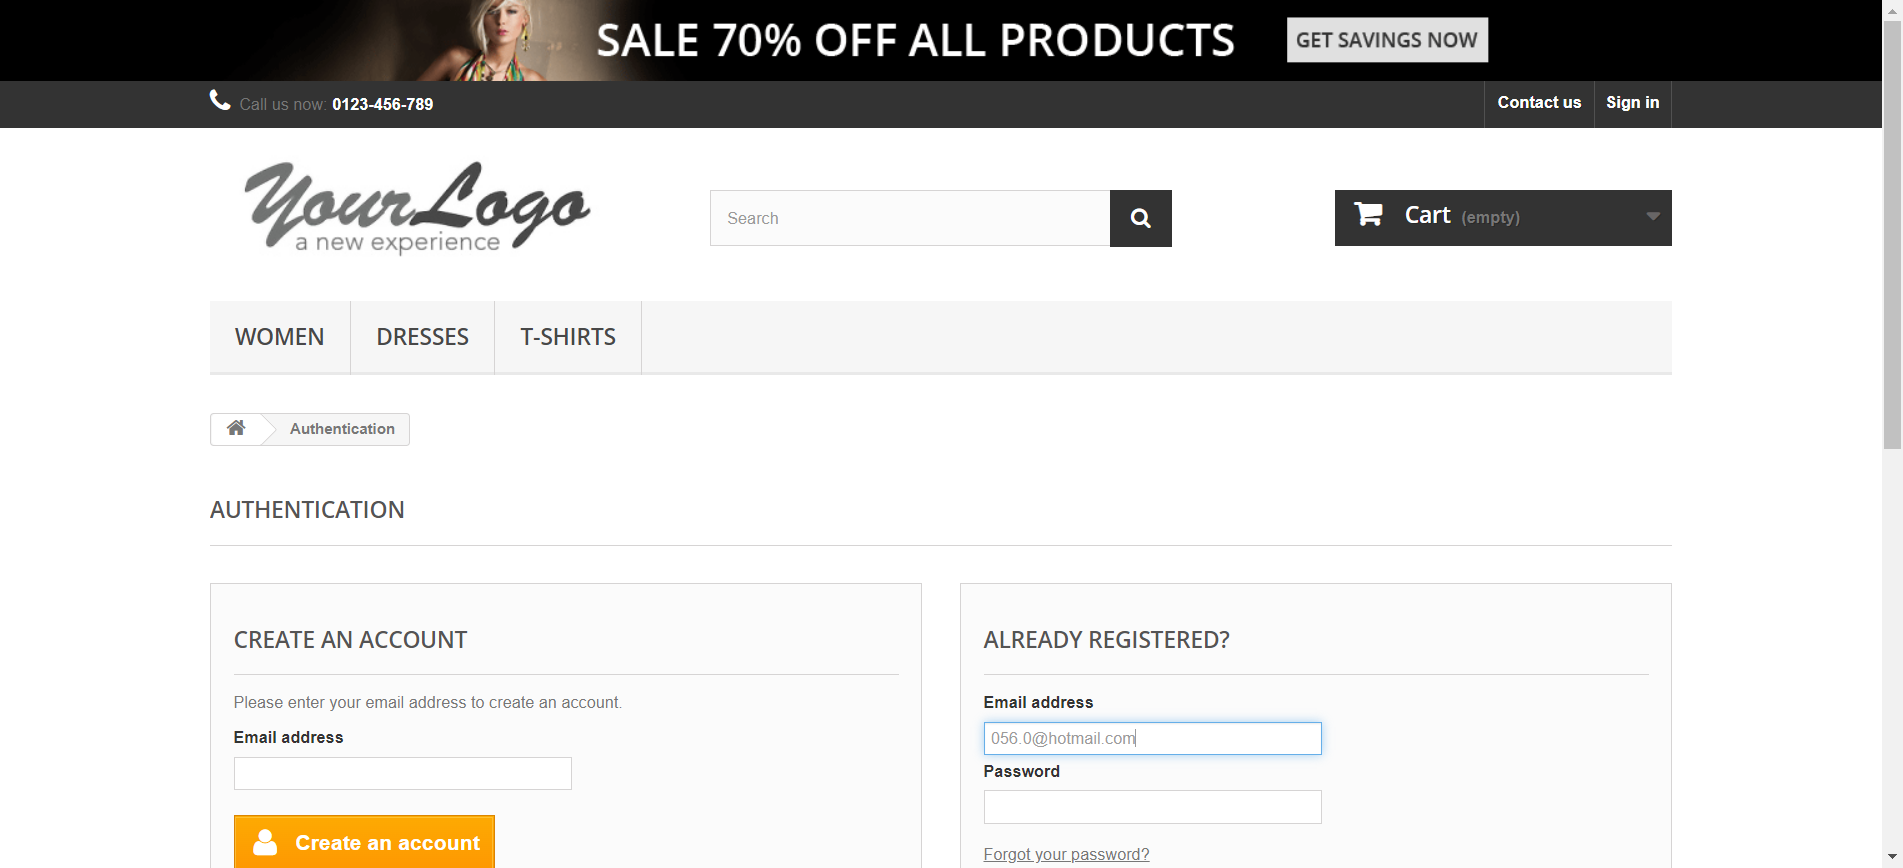 SALE 70% OFF ALL PRODUCTS
GET SAVINGS NOW
Call us now: 0123-456-789
Contact us
Sign in
Your Logo
a new experience
Search
Cart (empty)
WOMEN
DRESSES
T-SHIRTS
Authentication
AUTHENTICATION
CREATE AN ACCOUNT
Please enter your email address to create an account.
Email address
Create an account
ALREADY REGISTERED?
Email address
056.0@hotmail.com
Password
Forgot your password?